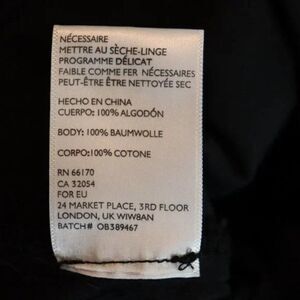 NÉCESSAIRE
METTRE AU SÈCHE-LINGE
PROGRAMME DÉLICAT
FAIBLE COMME FER NÉCESSAIRES
PEUT-ÊTRE ÊTRE NETTOYÉE SEC
HECHO EN CHINA
CUERPO: 100% ALGODÓN
BODY: 100% BAUMWOLLE
CORPO:100% COTONE
RN 66170
CA 32054
FOR EU
24 MARKET PLACE, 3RD FLOOR
LONDON, UK WIW8AN
BATCH# OB389467